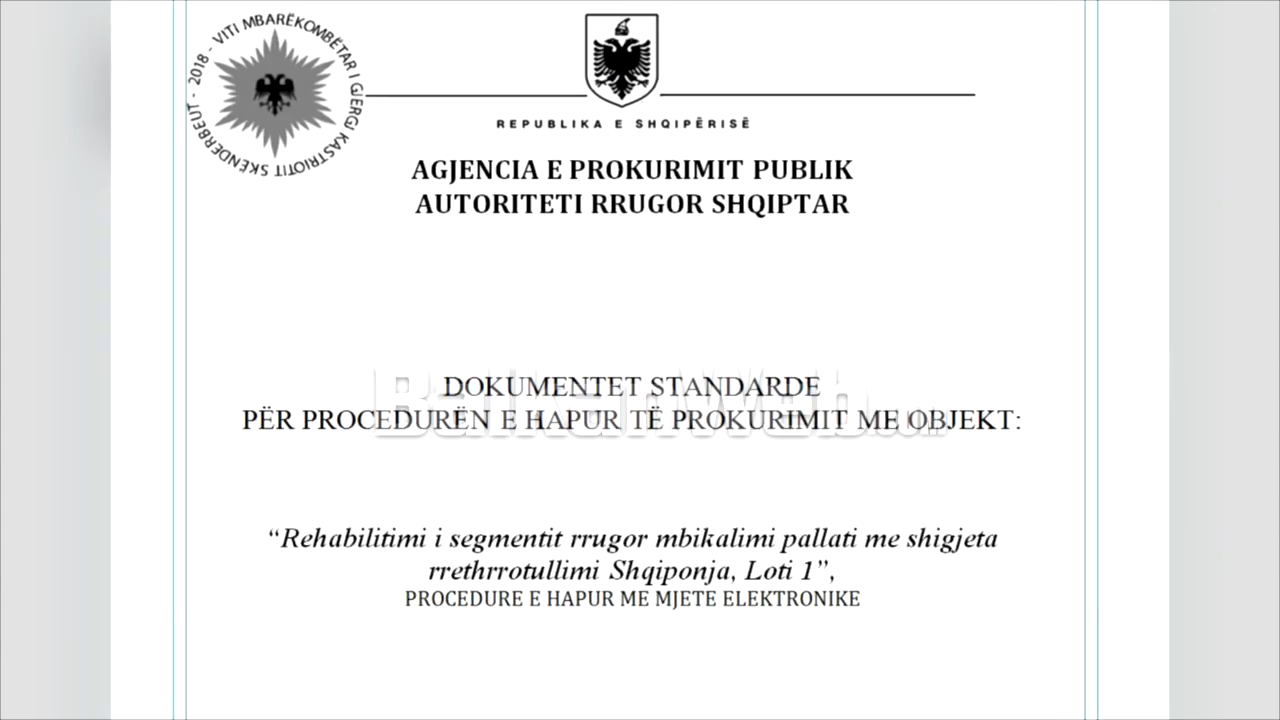 2018 - VITI MBARËKOMBËTAR I GJERGJ KASTRIOTIT SKËNDERBEUT -
REPUBLIKA E SHQIPËRISË
AGJENCIA E PROKURIMIT PUBLIK
AUTORITETI RRUGOR SHQIPTAR
DOKUMENTET STANDARDE
PËR PROCEDURËN E HAPUR TË PROKURIMIT ME OBJEKT:
BalkanWeb.com
“Rehabilitimi i segmentit rrugor mbikalimi pallati me shigjeta
rrethrrotullimi Shqiponja, Loti 1”,
PROCEDURE E HAPUR ME MJETE ELEKTRONIKE